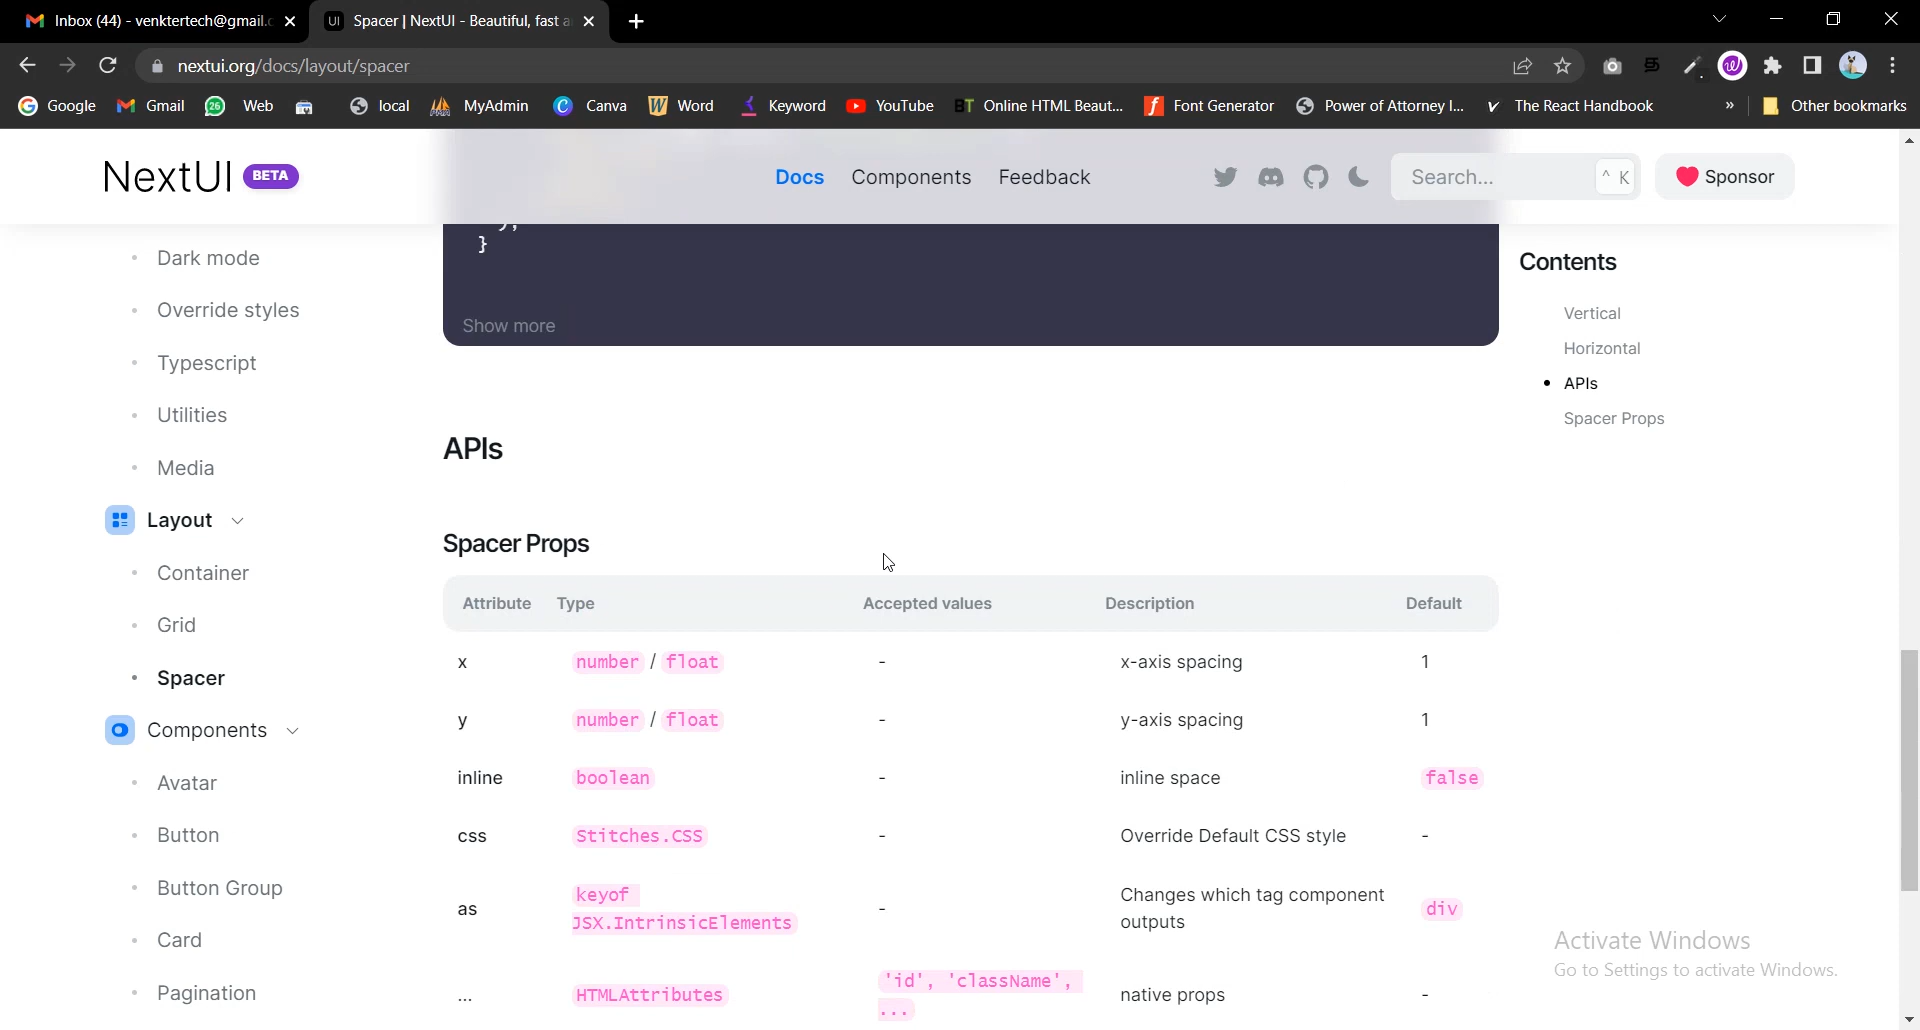 Inbox (44) - venktertech@gmail.c
UI Spacer | NextUI - Beautiful, fast a
nextui.org/docs/layout/spacer
Google Gmail 26 Web local MyAdmin Canva Word Keyword YouTube BT Online HTML Beaut... Font Generator Power of Attorney I... The React Handbook » Other bookmarks
NextUI BETA Docs Components Feedback Search... ^ K Sponsor
Dark mode
Override styles
Typescript
Utilities
Media
Layout
Container
Grid
Spacer
Components
Avatar
Button
Button Group
Card
Pagination
);
}
Show more
APIs
Spacer Props
Attribute Type Accepted values Description Default
x number / float - x-axis spacing 1
y number / float - y-axis spacing 1
inline boolean - inline space false
css Stitches.CSS - Override Default CSS style -
as keyof JSX.IntrinsicElements - Changes which tag component outputs div
... HTMLAttributes 'id', 'className', ... native props -
Contents
Vertical
Horizontal
APIs
Spacer Props
Activate Windows
Go to Settings to activate Windows.